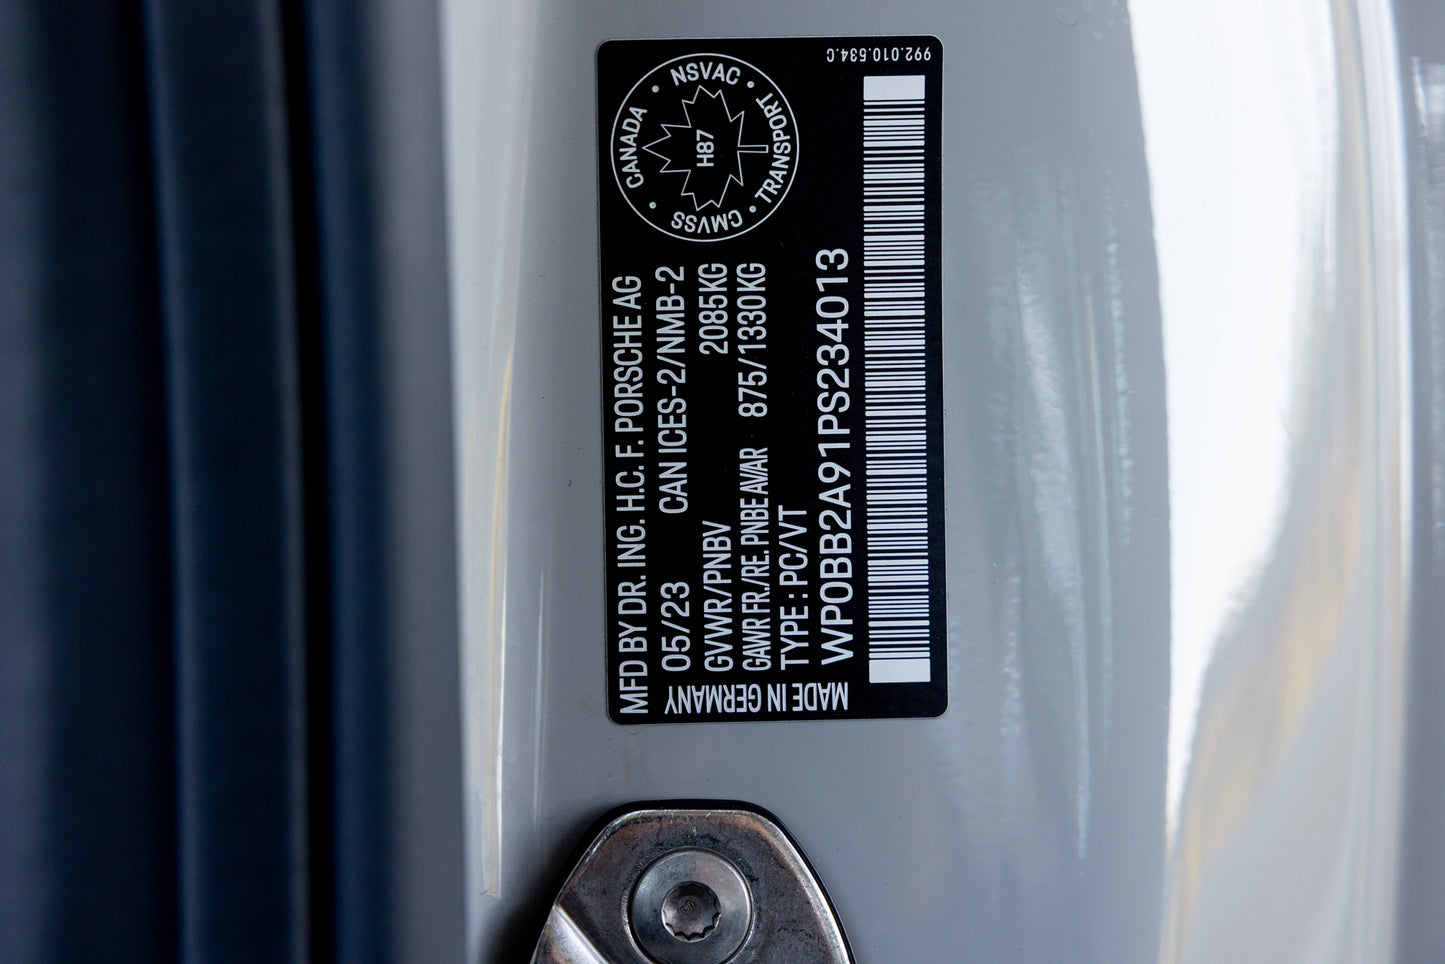 992.010.534.C
CANADA • NSVAC • TRANSPORT • CMVSS •
H87
MFD BY DR. ING. H.C. F. PORSCHE AG
05/23 CAN ICES-2/NMB-2
GVWR/PNBV 2085KG
GAWR FR./RE. PNBE AV/AR 875/1330KG
TYPE : PC/VT
WP0BB2A91PS234013
MADE IN GERMANY